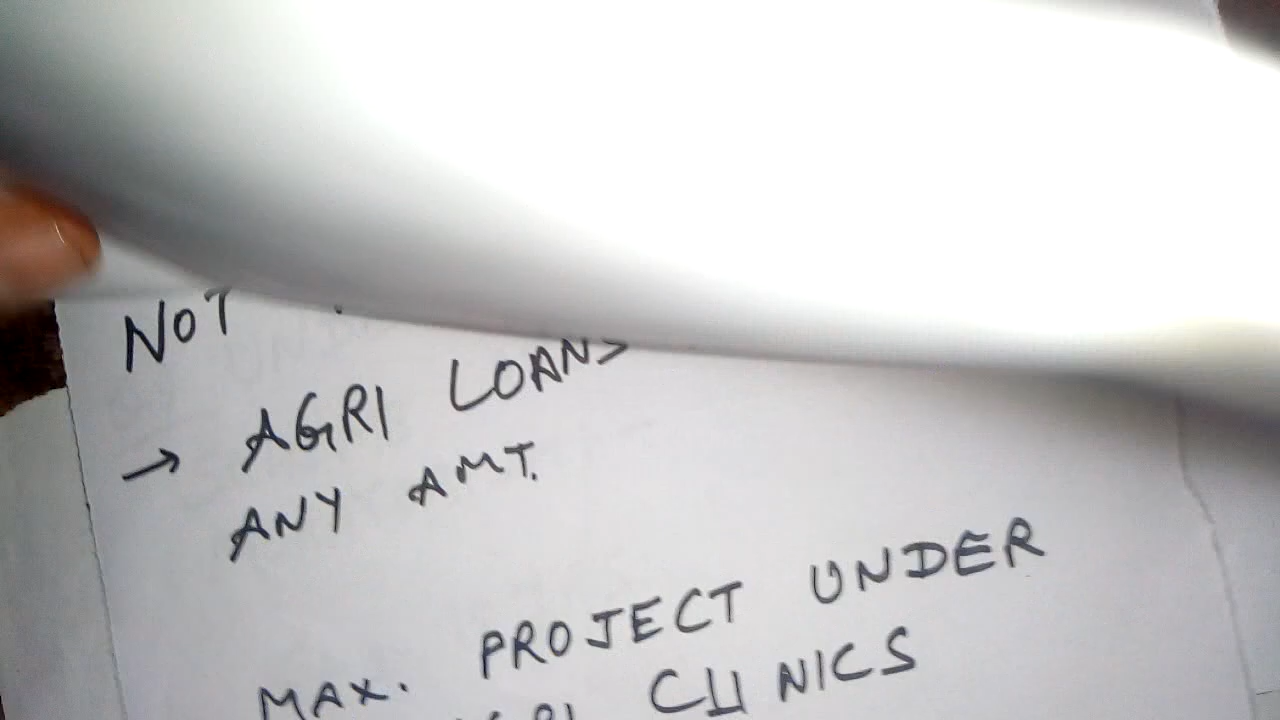 NOT
→ AGRI LOANS
ANY AMT.
MAX. PROJECT UNDER
CLINICS